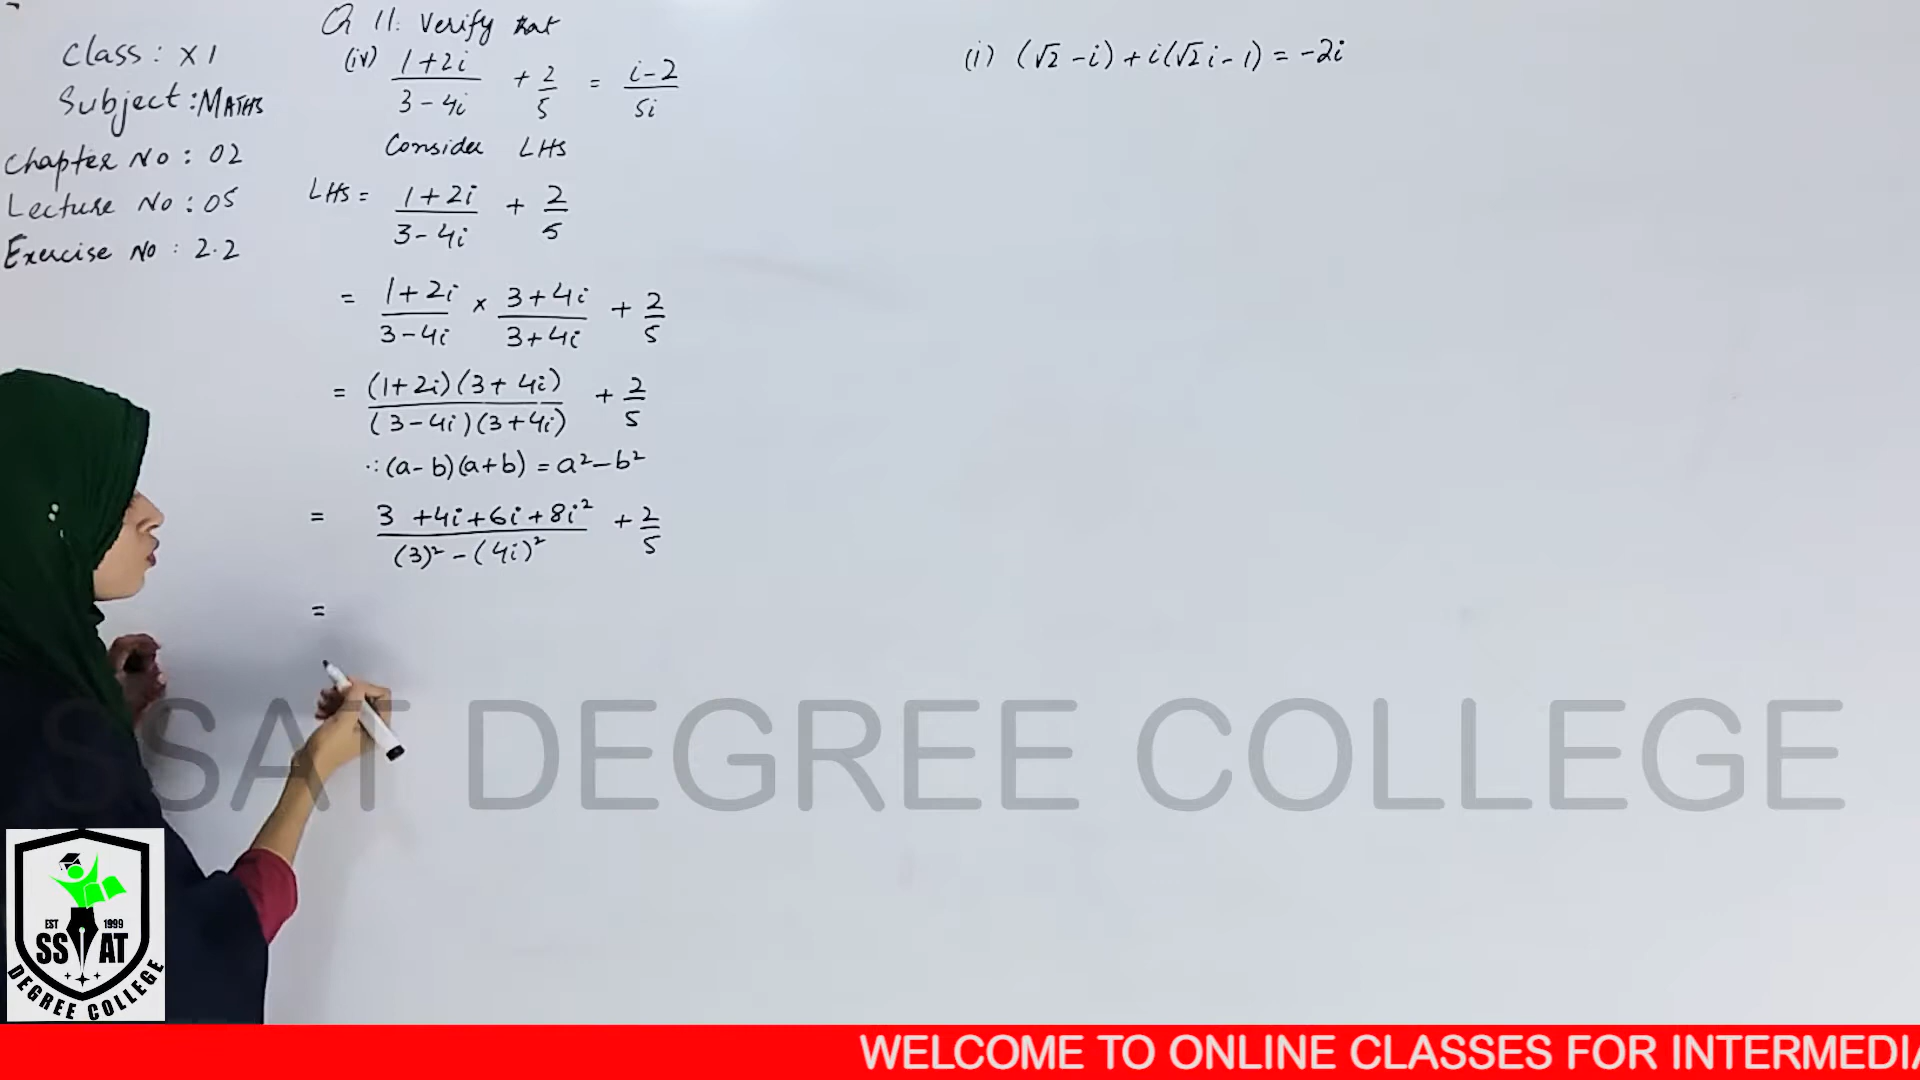 Class: XI
Subject: MATHS
Chapter No: 02
Lecture No: 05
Exercise No: 2.2
Q 11. Verify that
(iv) (1+2i)/(3-4i) + 2/5 = (i-2)/5i
Consider LHS
LHS = (1+2i)/(3-4i) + 2/5
= (1+2i)/(3-4i) × (3+4i)/(3+4i) + 2/5
= (1+2i)(3+4i)/(3-4i)(3+4i) + 2/5
∵ (a-b)(a+b) = a²-b²
= (3+4i+6i+8i²)/((3)²-(4i)²) + 2/5
=
(i) (√2-i)+i(√2i-1) = -2i
SSAT DEGREE COLLEGE
EST 1999
SSAT
DEGREE COLLEGE
WELCOME TO ONLINE CLASSES FOR INTERMEDIA